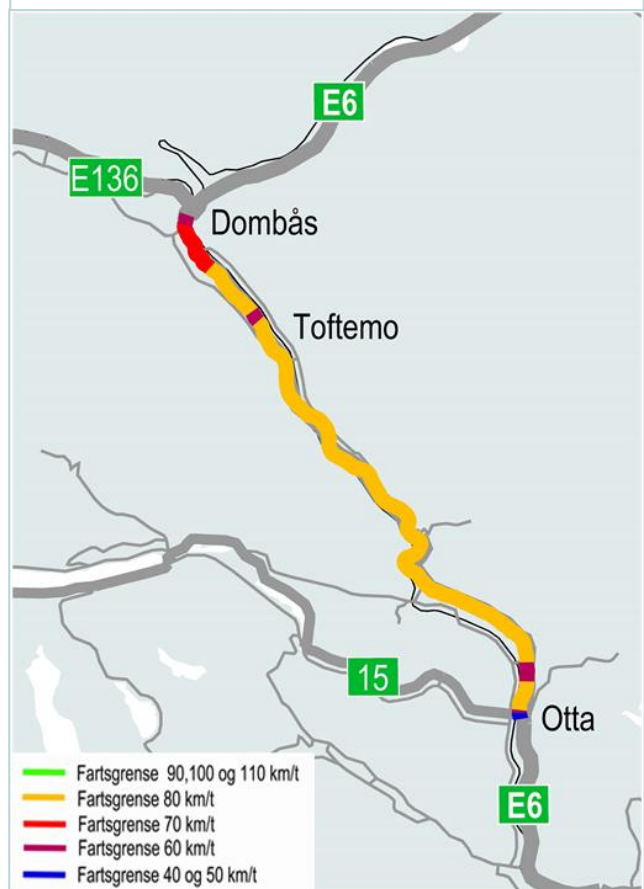 E6
E136
Dombås
Toftemo
15
Otta
E6
Fartsgrense 90,100 og 110 km/t
Fartsgrense 80 km/t
Fartsgrense 70 km/t
Fartsgrense 60 km/t
Fartsgrense 40 og 50 km/t